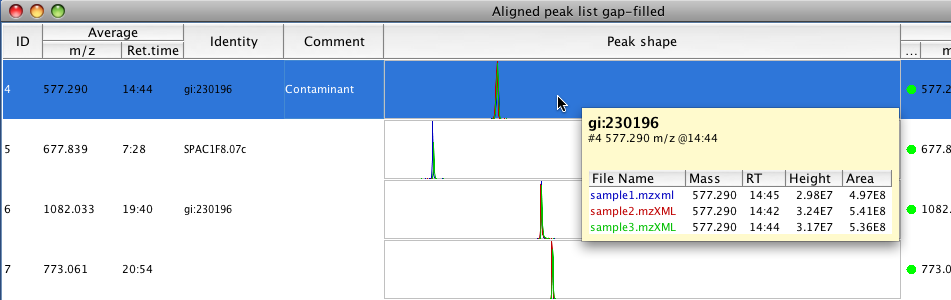 Aligned peak list gap-filled
ID Average Identity Comment Peak shape
m/z Ret.time ... m
4 577.290 14:44 gi:230196 Contaminant 577.2
gi:230196
#4 577.290 m/z @14:44
5 677.839 7:28 SPAC1F8.07c 677.8
File Name Mass RT Height Area
sample1.mzxml 577.290 14:45 2.98E7 4.97E8
6 1082.033 19:40 gi:230196 1082.
sample2.mzXML 577.290 14:42 3.24E7 5.41E8
sample3.mzXML 577.290 14:44 3.17E7 5.36E8
7 773.061 20:54 773.0